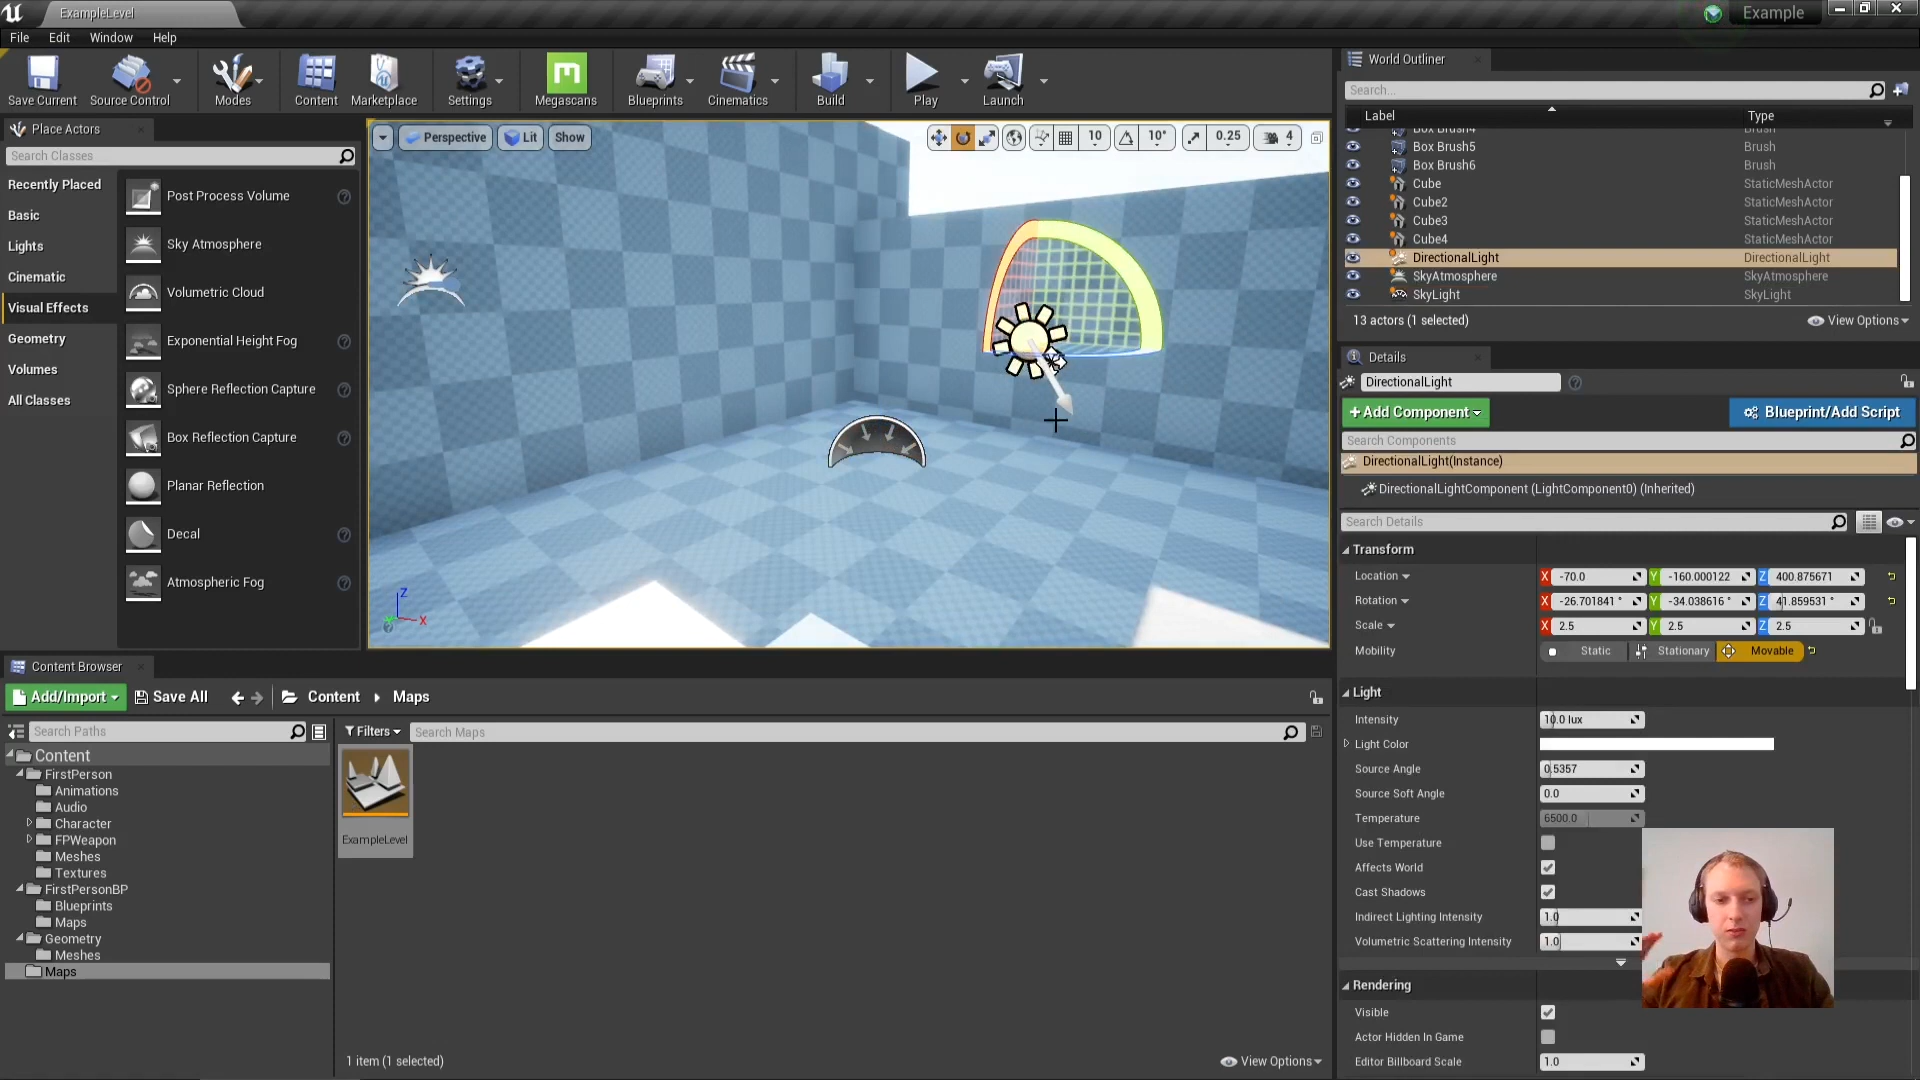 ExampleLevel
Example
File Edit Window Help
Save Current
Source Control
Modes
Content
Marketplace
Settings
Megascans
Blueprints
Cinematics
Build
Play
Launch
Place Actors
Search Classes
Recently Placed
Basic
Lights
Cinematic
Visual Effects
Geometry
Volumes
All Classes
Post Process Volume
Sky Atmosphere
Volumetric Cloud
Exponential Height Fog
Sphere Reflection Capture
Box Reflection Capture
Planar Reflection
Decal
Atmospheric Fog
Perspective
Lit
Show
10
10°
0.25
4
Z
X
World Outliner
Search...
Label Type
Box Brush4 Brush
Box Brush5 Brush
Box Brush6 Brush
Cube StaticMeshActor
Cube2 StaticMeshActor
Cube3 StaticMeshActor
Cube4 StaticMeshActor
DirectionalLight DirectionalLight
SkyAtmosphere SkyAtmosphere
SkyLight SkyLight
13 actors (1 selected)
View Options
Details
DirectionalLight
+Add Component
Blueprint/Add Script
Search Components
DirectionalLight(Instance)
DirectionalLightComponent (LightComponent0) (Inherited)
Search Details
Transform
Location X -70.0 Y -160.000122 Z 400.875671
Rotation X -26.701841 ° Y -34.038616 ° Z 41.859531 °
Scale X 2.5 Y 2.5 Z 2.5
Mobility Static Stationary Movable
Light
Intensity 10.0 lux
Light Color
Source Angle 0.5357
Source Soft Angle 0.0
Temperature 6500.0
Use Temperature
Affects World
Cast Shadows
Indirect Lighting Intensity 1.0
Volumetric Scattering Intensity 1.0
Rendering
Visible
Actor Hidden In Game
Editor Billboard Scale 1.0
Content Browser
Add/Import
Save All
Content
Maps
Search Paths
Filters
Search Maps
Content
FirstPerson
Animations
Audio
Character
FPWeapon
Meshes
Textures
FirstPersonBP
Blueprints
Maps
Geometry
Meshes
Maps
ExampleLevel
1 item (1 selected)
View Options